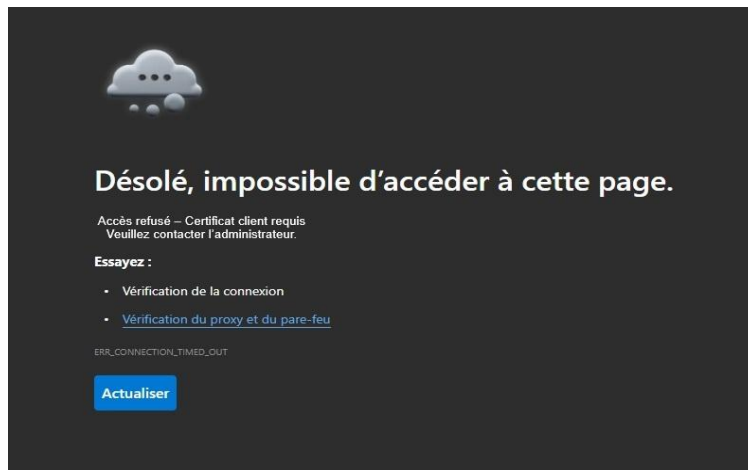 Désolé, impossible d’accéder à cette page.
Accès refusé – Certificat client requis
Veuillez contacter l’administrateur.
Essayez :
• Vérification de la connexion
• Vérification du proxy et du pare-feu
ERR_CONNECTION_TIMED_OUT
Actualiser